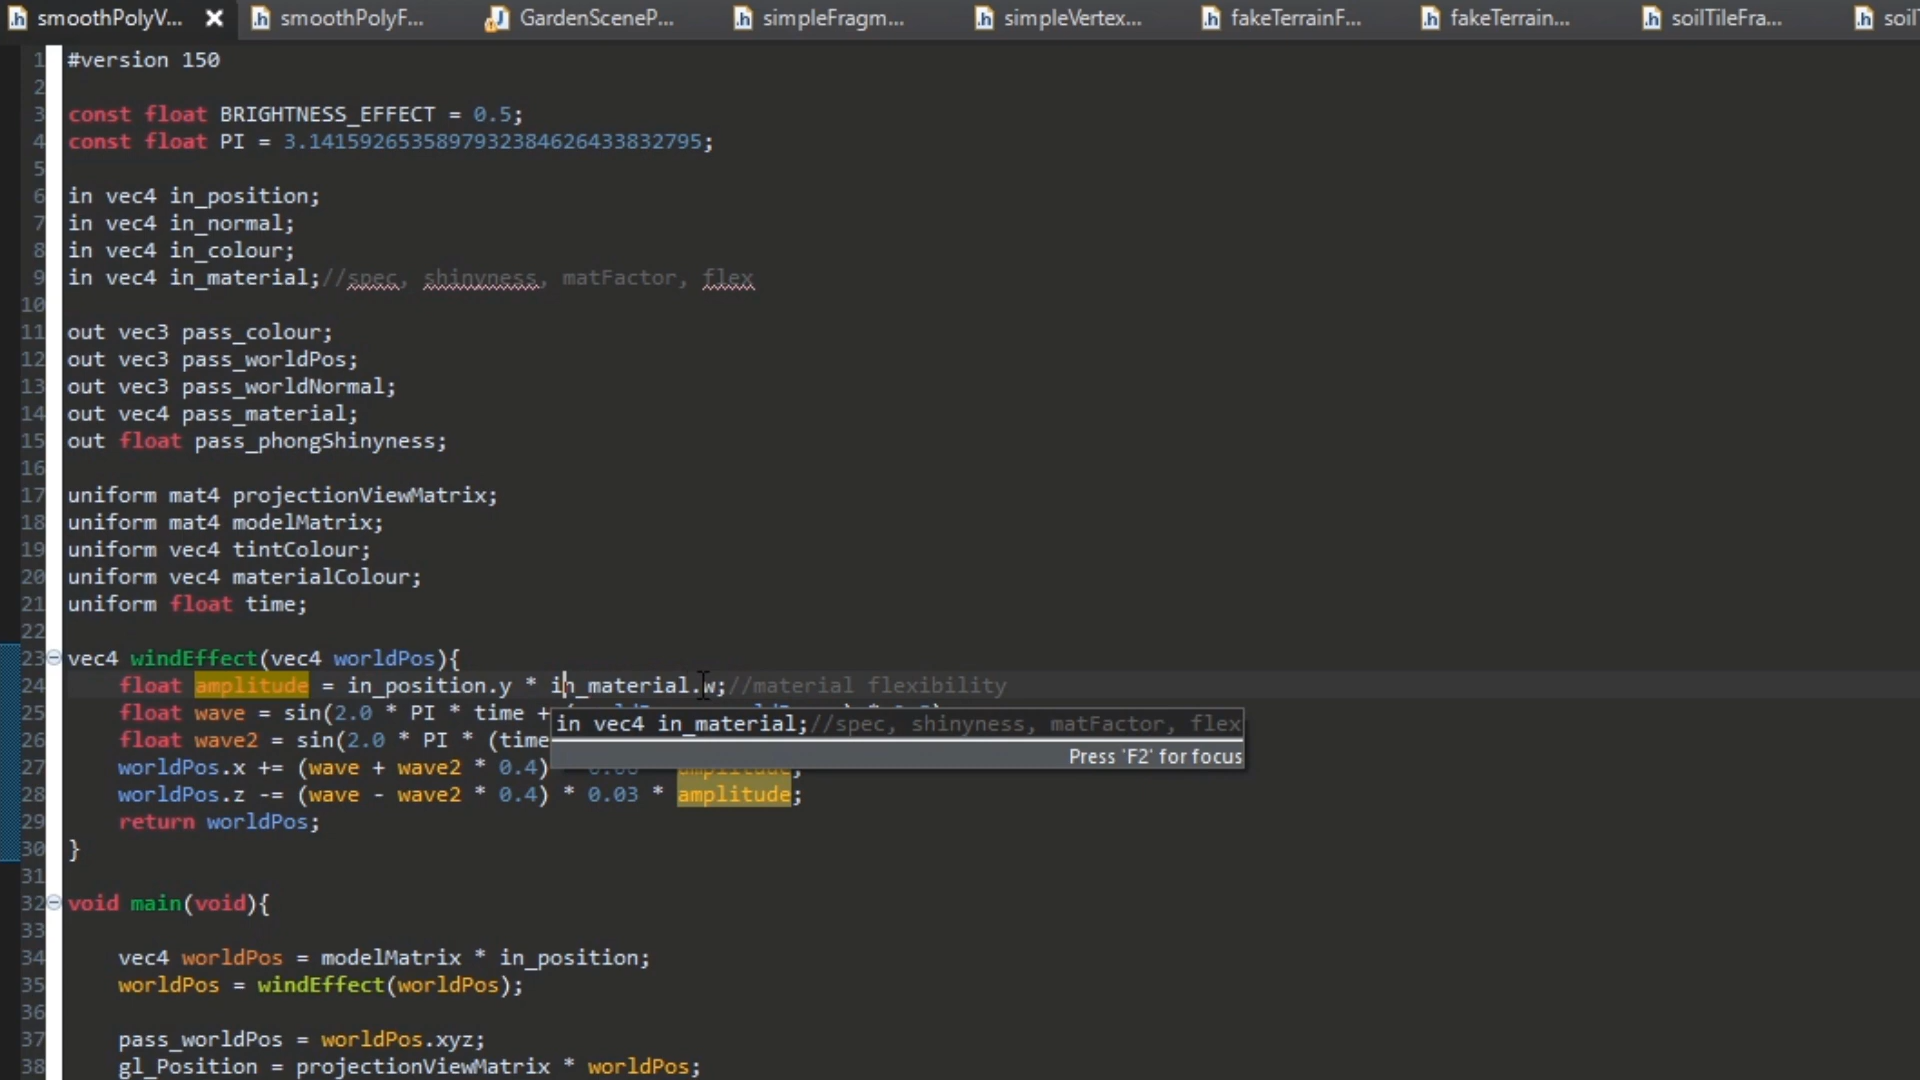 smoothPolyV... smoothPolyF... GardenSceneP... simpleFragm... simpleVertex... fakeTerrainF... fakeTerrain... soilTileFra... soil
1 #version 150
2
3 const float BRIGHTNESS_EFFECT = 0.5;
4 const float PI = 3.1415926535897932384626433832795;
5
6 in vec4 in_position;
7 in vec4 in_normal;
8 in vec4 in_colour;
9 in vec4 in_material;//spec, shinyness, matFactor, flex
10
11 out vec3 pass_colour;
12 out vec3 pass_worldPos;
13 out vec3 pass_worldNormal;
14 out vec4 pass_material;
15 out float pass_phongShinyness;
16
17 uniform mat4 projectionViewMatrix;
18 uniform mat4 modelMatrix;
19 uniform vec4 tintColour;
20 uniform vec4 materialColour;
21 uniform float time;
22
23 vec4 windEffect(vec4 worldPos){
24 float amplitude = in_position.y * in_material.w;//material flexibility
25 float wave = sin(2.0 * PI * time +
in vec4 in_material;//spec, shinyness, matFactor, flex
26 float wave2 = sin(2.0 * PI * (time
Press 'F2' for focus
27 worldPos.x += (wave + wave2 * 0.4) amplitude;
28 worldPos.z -= (wave - wave2 * 0.4) * 0.03 * amplitude;
29 return worldPos;
30 }
31
32 void main(void){
33
34 vec4 worldPos = modelMatrix * in_position;
35 worldPos = windEffect(worldPos);
36
37 pass_worldPos = worldPos.xyz;
38 gl_Position = projectionViewMatrix * worldPos;